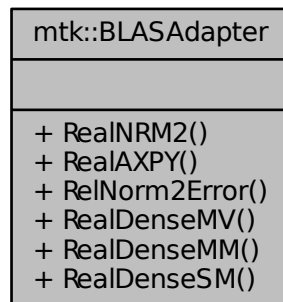 mtk::BLASAdapter
+ RealNRM2()
+ RealAXPY()
+ RelNorm2Error()
+ RealDenseMV()
+ RealDenseMM()
+ RealDenseSM()